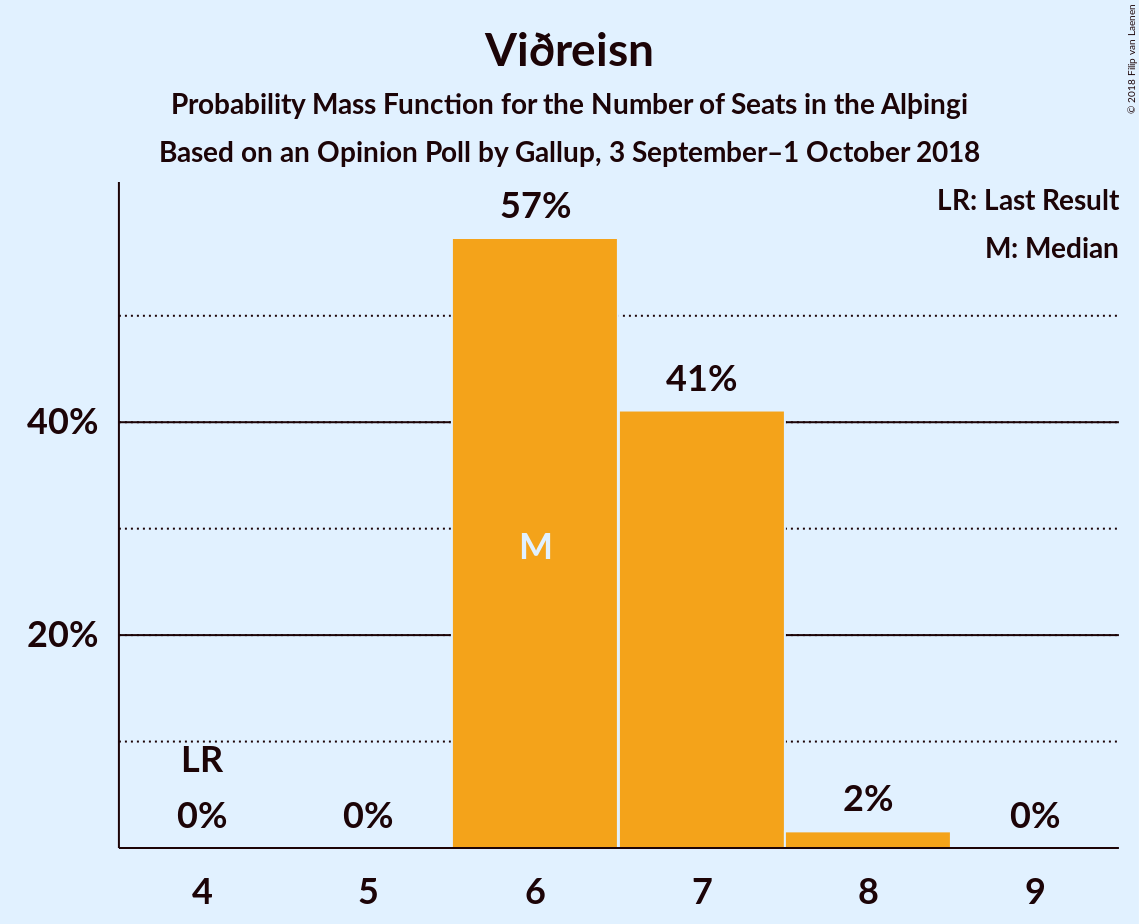 Viðreisn
Probability Mass Function for the Number of Seats in the Alþingi
Based on an Opinion Poll by Gallup, 3 September–1 October 2018
© 2018 Filip van Laenen
LR: Last Result
M: Median
57%
41%
40%
M
20%
LR
0%
0%
2%
0%
4
5
6
7
8
9